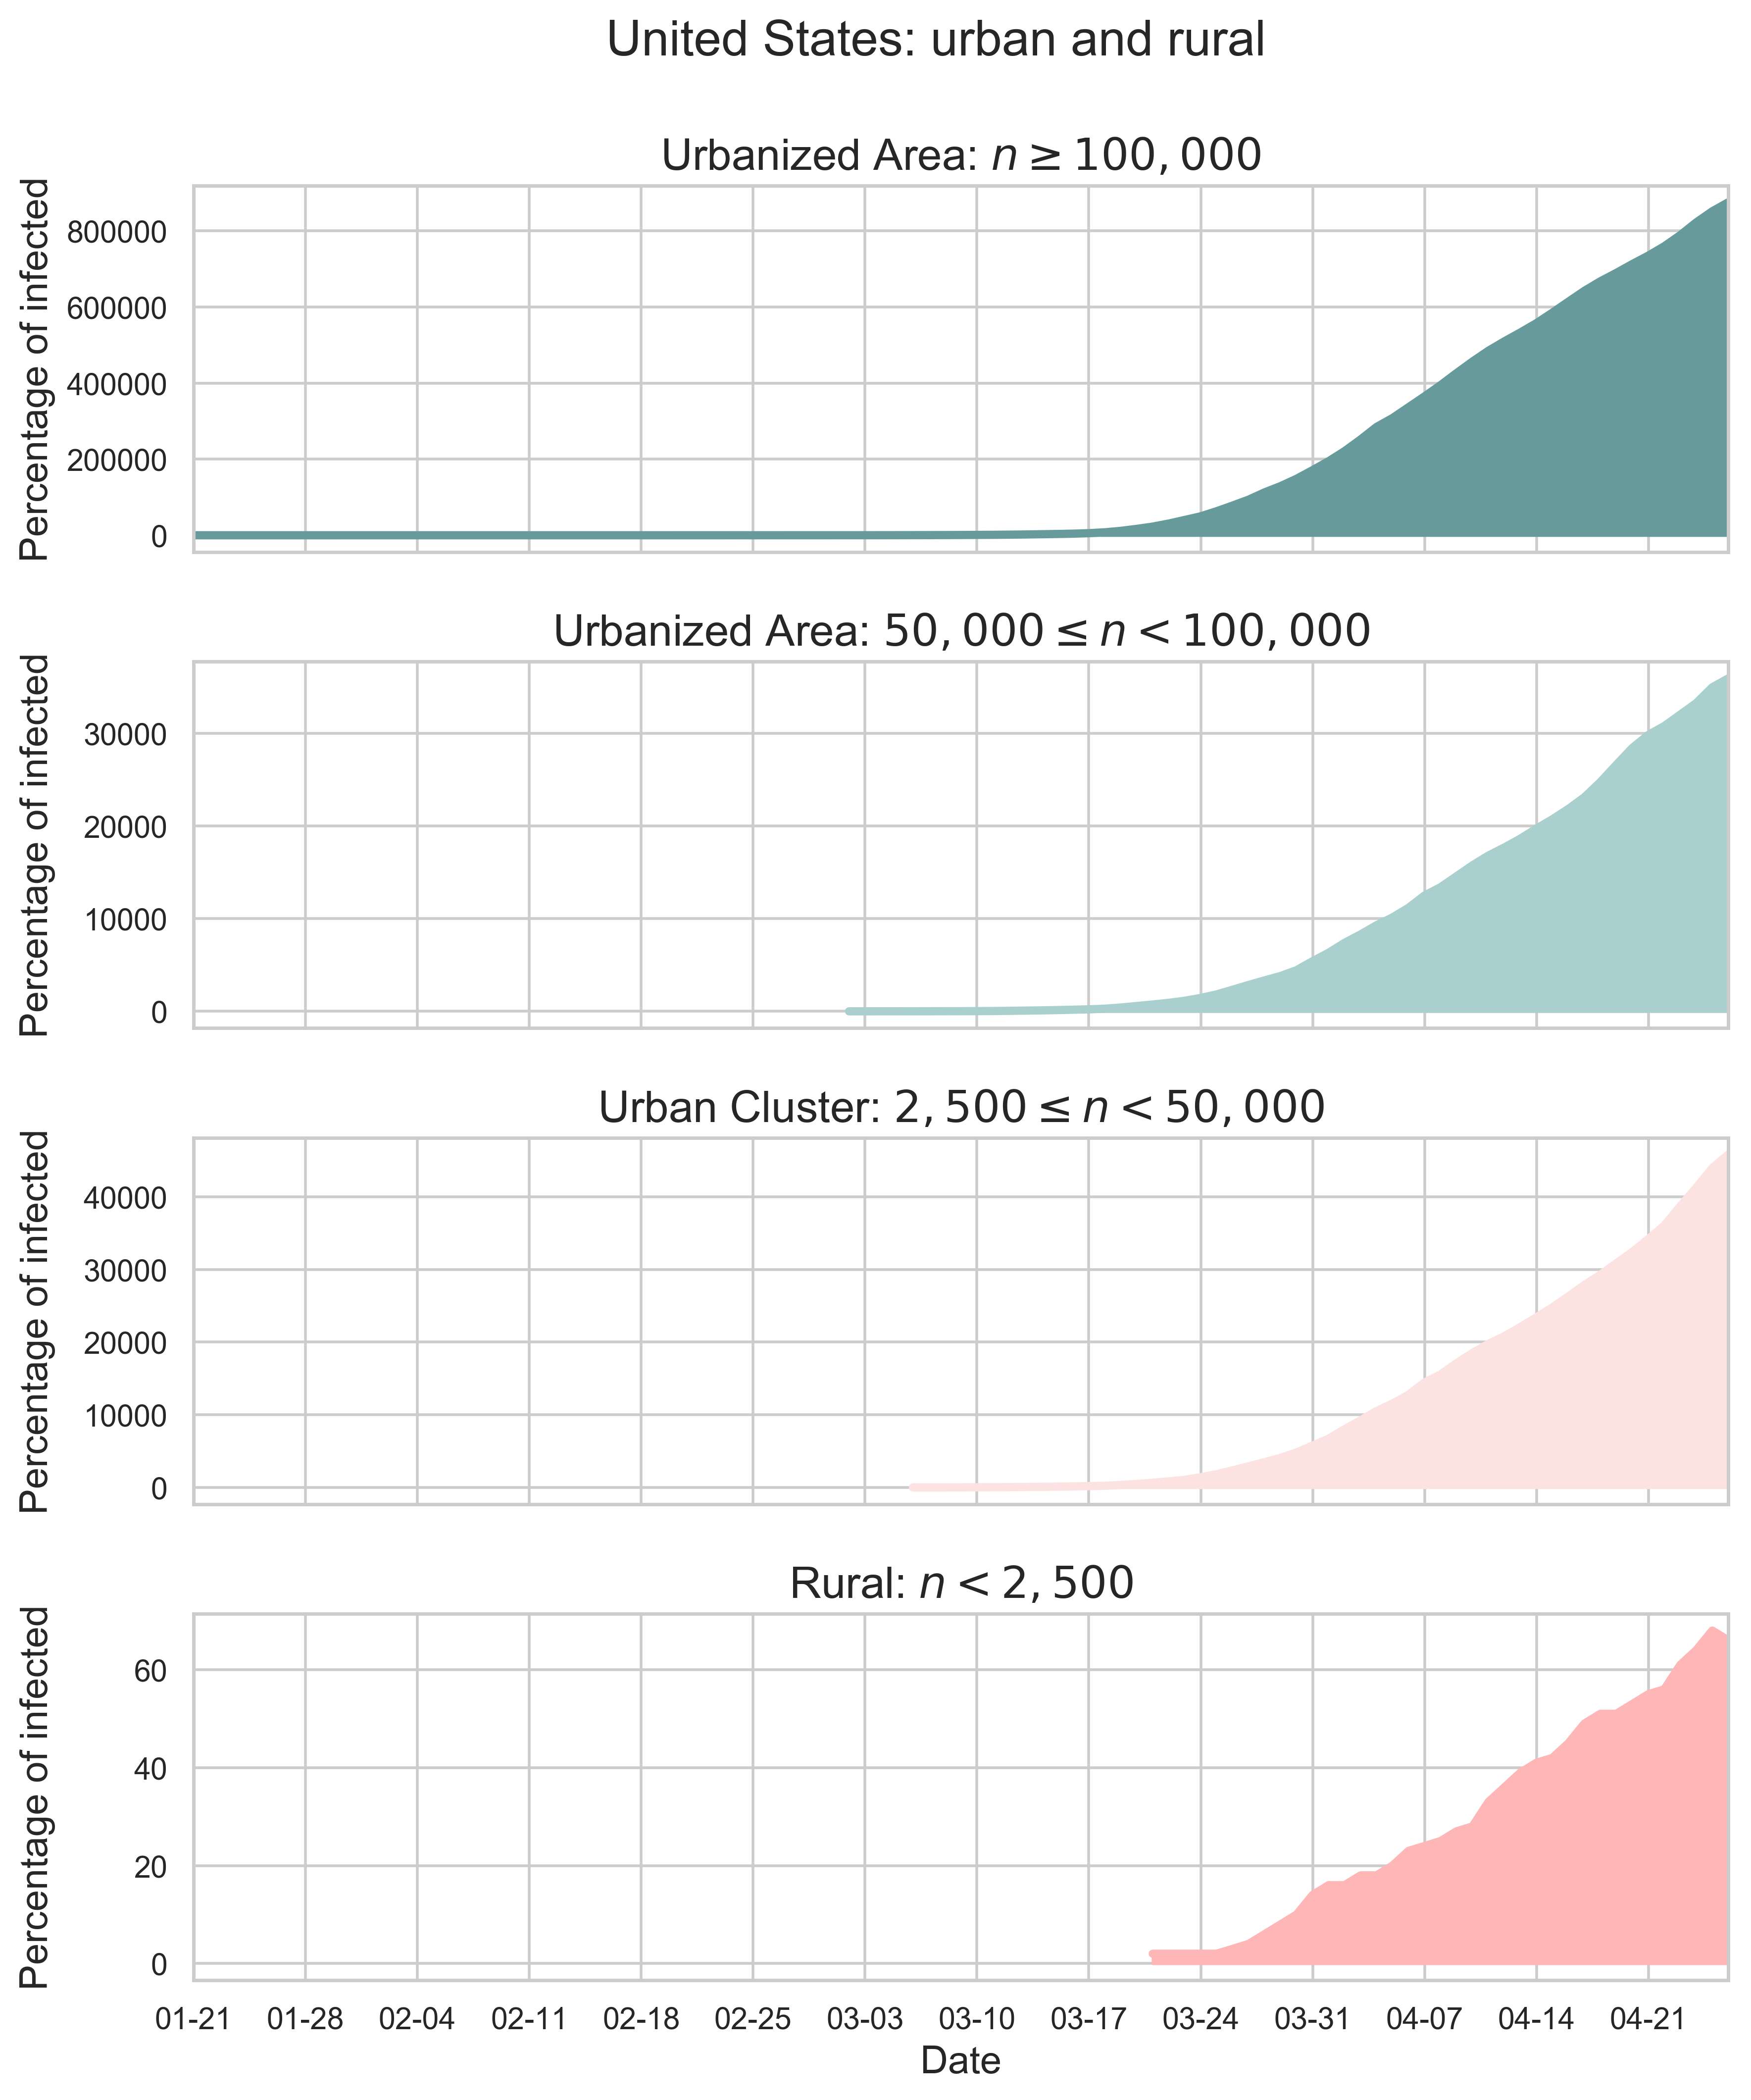 United States: urban and rural
Urbanized Area: n ≥ 100,000
Percentage of infected
800000
600000
400000
200000
0
Urbanized Area: 50,000 ≤ n < 100,000
Percentage of infected
30000
20000
10000
0
Urban Cluster: 2,500 ≤ n < 50,000
Percentage of infected
40000
30000
20000
10000
0
Rural: n < 2,500
Percentage of infected
60
40
20
0
01-21 01-28 02-04 02-11 02-18 02-25 03-03 03-10 03-17 03-24 03-31 04-07 04-14 04-21
Date